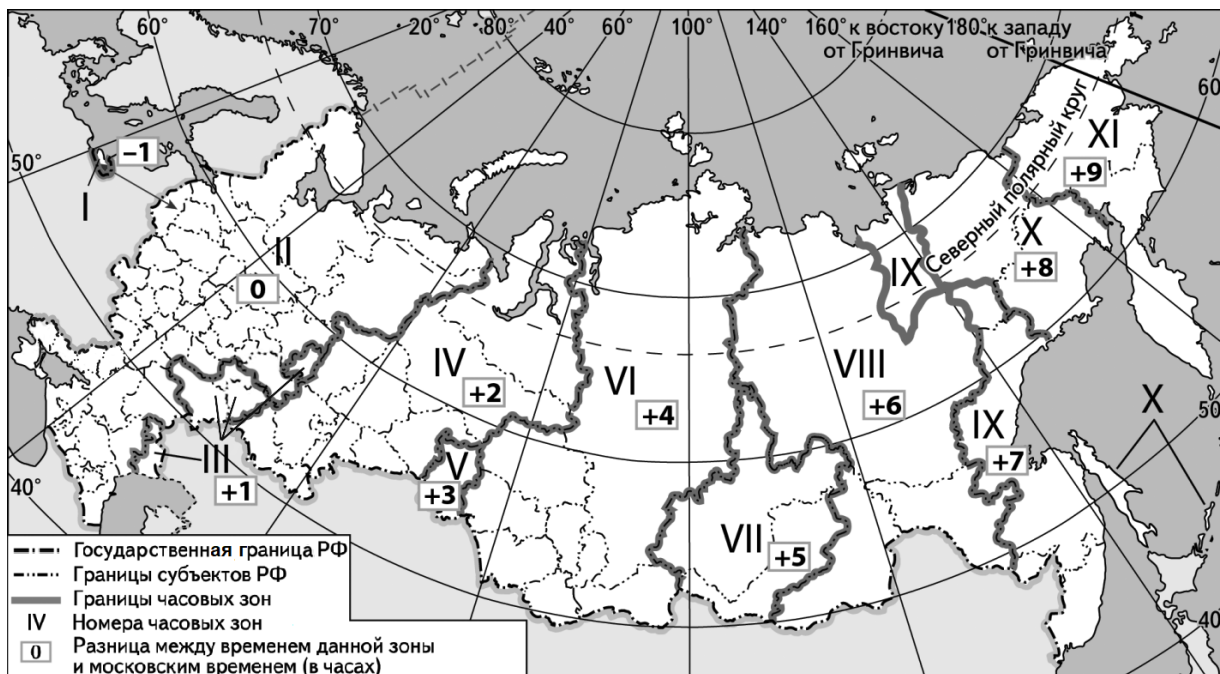 60° 70° 20° 30° 40° 60° 80° 100° 140° 160° к востоку 180° к западу
от Гринвича от Гринвича
60°
50°
–1
I
Северный полярный круг
XI
+9
II
0
X
+8
IX
IV
+2
VI
+4
VIII
+6
X
50°
IX
+7
III
+1
V
+3
40°
VII
+5
40°
Государственная граница РФ
Границы субъектов РФ
Границы часовых зон
IV Номера часовых зон
0 Разница между временем данной зоны
и московским временем (в часах)